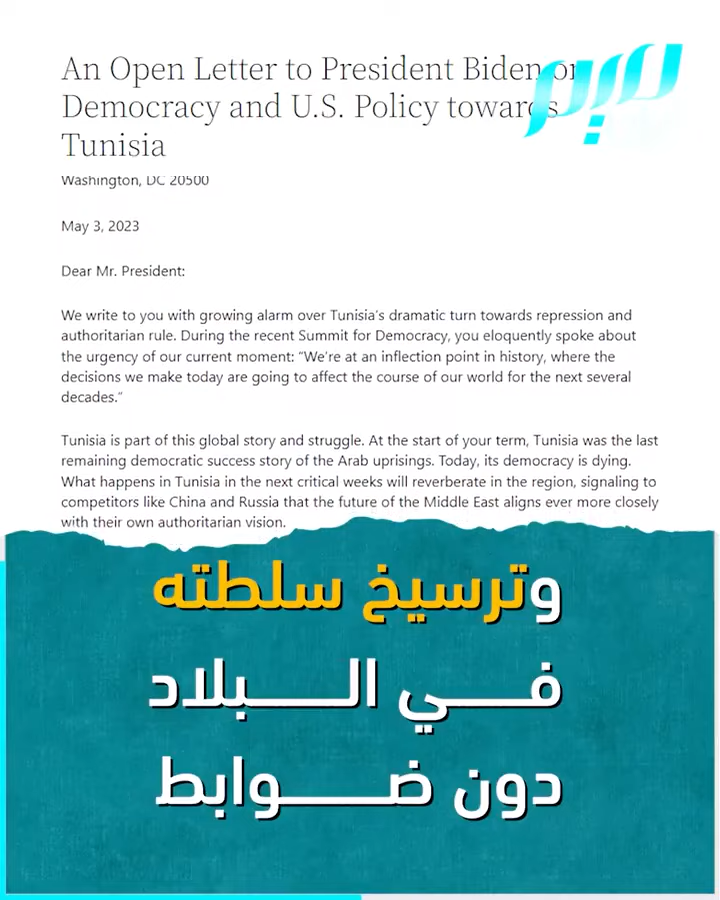 An Open Letter to President Biden on
Democracy and U.S. Policy towards
Tunisia
ميم
Washington, DC 20500
May 3, 2023
Dear Mr. President:
We write to you with growing alarm over Tunisia's dramatic turn towards repression and
authoritarian rule. During the recent Summit for Democracy, you eloquently spoke about
the urgency of our current moment: “We're at an inflection point in history, where the
decisions we make today are going to affect the course of our world for the next several
decades.”
Tunisia is part of this global story and struggle. At the start of your term, Tunisia was the last
remaining democratic success story of the Arab uprisings. Today, its democracy is dying.
What happens in Tunisia in the next critical weeks will reverberate in the region, signaling to
competitors like China and Russia that the future of the Middle East aligns ever more closely
with their own authoritarian vision.
وترسيخ سلطته
فــي الــبلاد
دون ضــوابط